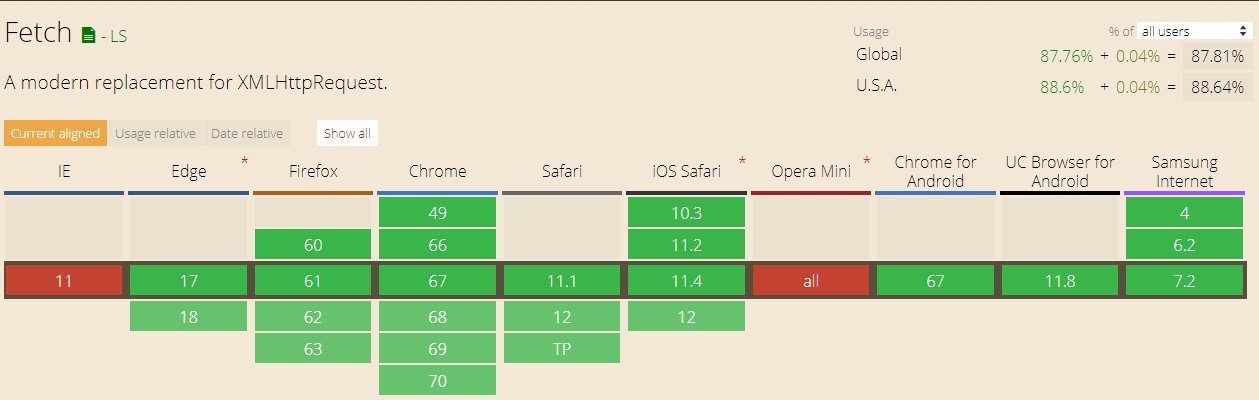 Fetch - LS
Usage % of all users
Global 87.76% + 0.04% = 87.81%
A modern replacement for XMLHttpRequest.
U.S.A. 88.6% + 0.04% = 88.64%
Current aligned Usage relative Date relative Show all
IE Edge * Firefox Chrome Safari iOS Safari * Opera Mini * Chrome for Android UC Browser for Android Samsung Internet
49 10.3 4
60 66 11.2 6.2
11 17 61 67 11.1 11.4 all 67 11.8 7.2
18 62 68 12 12
63 69 TP
70